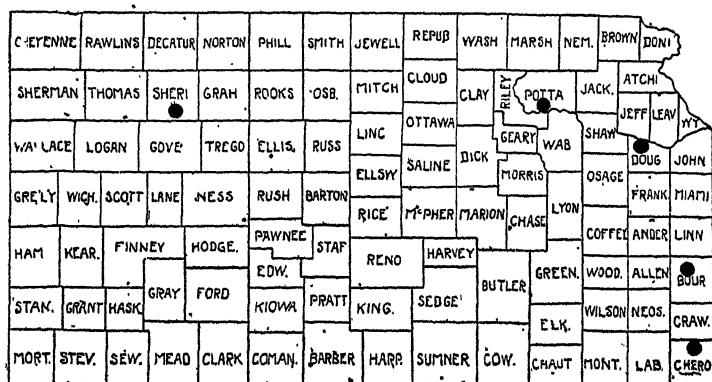 CHEYENNE RAWLINS DECATUR NORTON PHILL SMITH JEWELL REPUB WASH MARSH NEM. BROWN DONI
SHERMAN THOMAS SHERI GRAH ROOKS OSB. MITCH CLOUD CLAY RILEY POTTA JACK. ATCHI
JEFF LEAV WY
WALLACE LOGAN GOVE TREGO ELLIS. RUSS LINC OTTAWA DICK GEARY WAB SHAW DOUG JOHN
ELLSW SALINE MORRIS OSAGE FRANK MIAMI
GRELY WICH. SCOTT LANE NESS RUSH BARTON RICE McPHER MARION CHASE LYON COFFEY ANDER LINN
HAM KEAR. FINNEY HODGE. PAWNEE STAF RENO HARVEY BUTLER GREEN. WOOD. ALLEN BOUR
EDW.
STAN. GRANT HASK GRAY FORD KIOWA PRATT KING. SEDGE ELK. WILSON NEOS. CRAW.
MORT. STEV. SEW. MEAD CLARK COMAN. BARBER HARP. SUMNER COW. CHAUT MONT. LAB. CHERO